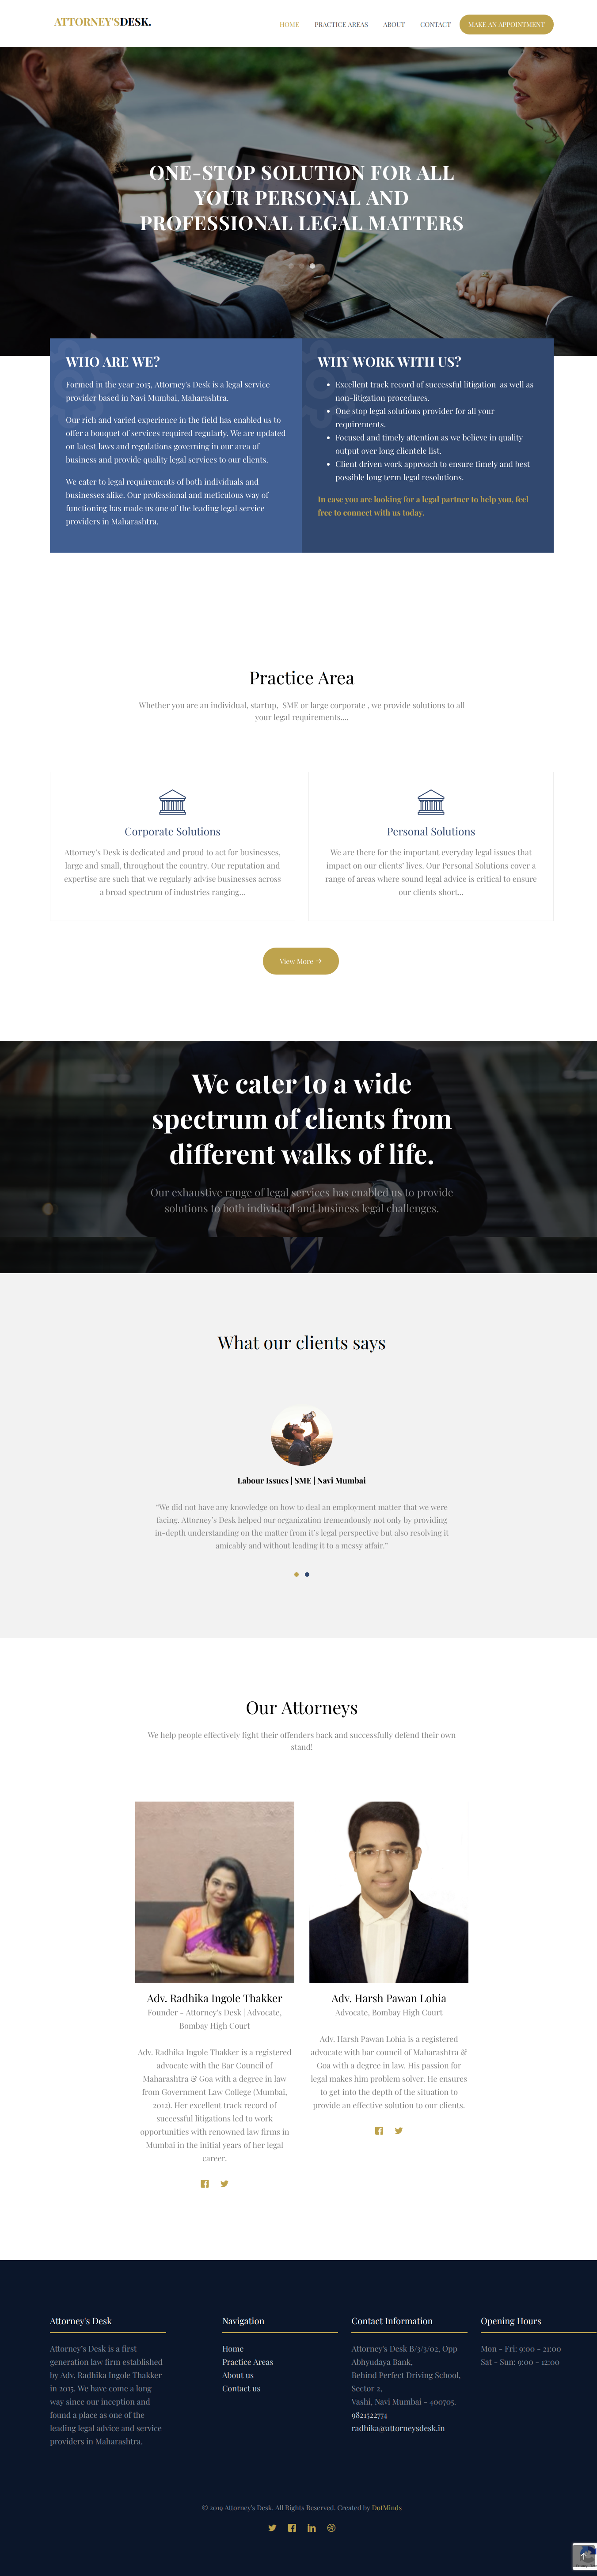 ATTORNEY'SDESK.
HOME
PRACTICE AREAS
ABOUT
CONTACT
MAKE AN APPOINTMENT
ONE-STOP SOLUTION FOR ALL
YOUR PERSONAL AND
PROFESSIONAL LEGAL MATTERS
WHO ARE WE?
Formed in the year 2015, Attorney's Desk is a legal service
provider based in Navi Mumbai, Maharashtra.
Our rich and varied experience in the field has enabled us to
offer a bouquet of services required regularly. We are updated
on latest laws and regulations governing in our area of
business and provide quality legal services to our clients.
We cater to legal requirements of both individuals and
businesses alike. Our professional and meticulous way of
functioning has made us one of the leading legal service
providers in Maharashtra.
WHY WORK WITH US?
Excellent track record of successful litigation as well as
non-litigation procedures,
One stop legal solutions provider for all your
requirements.
Focused and timely attention as we believe in quality
output over long clientele list.
Client driven work approach to ensure timely and best
possible long term legal resolutions.
In case you are looking for a legal partner to help you, feel
free to connect with us today.
Practice Area
Whether you are an individual, startup, SME or large corporate , we provide solutions to all
your legal requirements....
Corporate Solutions
Attorney's Desk is dedicated and proud to act for businesses,
large and small, throughout the country. Our reputation and
expertise are such that we regularly advise businesses across
a broad spectrum of industries ranging...
Personal Solutions
We are there for the important everyday legal issues that
impact on our clients' lives. Our Personal Solutions cover a
range of areas where sound legal advice is critical to ensure
our clients short...
View More →
We cater to a wide
spectrum of clients from
different walks of life.
Our exhaustive range of legal services has enabled us to provide
solutions to both individual and business legal challenges.
What our clients says
Labour Issues | SME | Navi Mumbai
“We did not have any knowledge on how to deal an employment matter that we were
facing. Attorney's Desk helped our organization tremendously not only by providing
in-depth understanding on the matter from it's legal perspective but also resolving it
amicably and without leading it to a messy affair.”
Our Attorneys
We help people effectively fight their offenders back and successfully defend their own
stand!
Adv. Radhika Ingole Thakker
Founder - Attorney's Desk | Advocate,
Bombay High Court
Adv. Radhika Ingole Thakker is a registered
advocate with the Bar Council of
Maharashtra & Goa with a degree in law
from Government Law College (Mumbai,
2012). Her excellent track record of
successful litigations led to work
opportunities with renowned law firms in
Mumbai in the initial years of her legal
career.
Adv. Harsh Pawan Lohia
Advocate, Bombay High Court
Adv. Harsh Pawan Lohia is a registered
advocate with bar council of Maharashtra &
Goa with a degree in law. His passion for
legal makes him problem solver. He ensures
to get into the depth of the situation to
provide an effective solution to our clients.
Attorney's Desk
Attorney's Desk is a first
generation law firm established
by Adv. Radhika Ingole Thakker
in 2015. We have come a long
way since our inception and
found a place as one of the
leading legal advice and service
providers in Maharashtra.
Navigation
Home
Practice Areas
About us
Contact us
Contact Information
Attorney's Desk B/3/3/02, Opp
Abhyudaya Bank,
Behind Perfect Driving School,
Sector 2,
Vashi, Navi Mumbai - 400705.
9821522774
radhika@attorneysdesk.in
Opening Hours
Mon - Fri: 9:00 - 21:00
Sat - Sun: 9:00 - 12:00
© 2019 Attorney's Desk. All Rights Reserved. Created by DotMinds